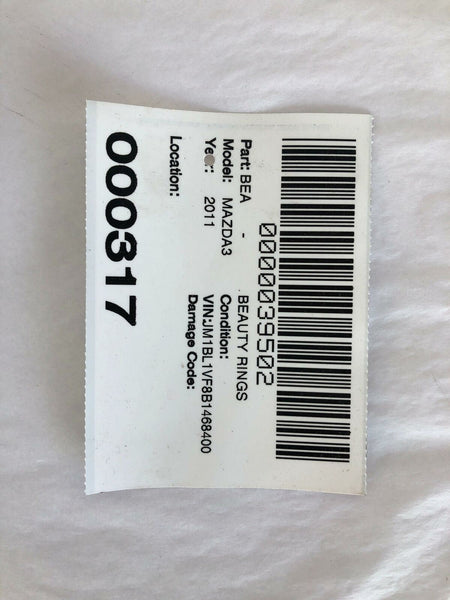 0000039502
Part: BEA - BEAUTY RINGS
Model: MAZDA3 Condition:
Year: 2011 VIN:JM1BL1VF8B1468400
Damage Code:
Location:
000317